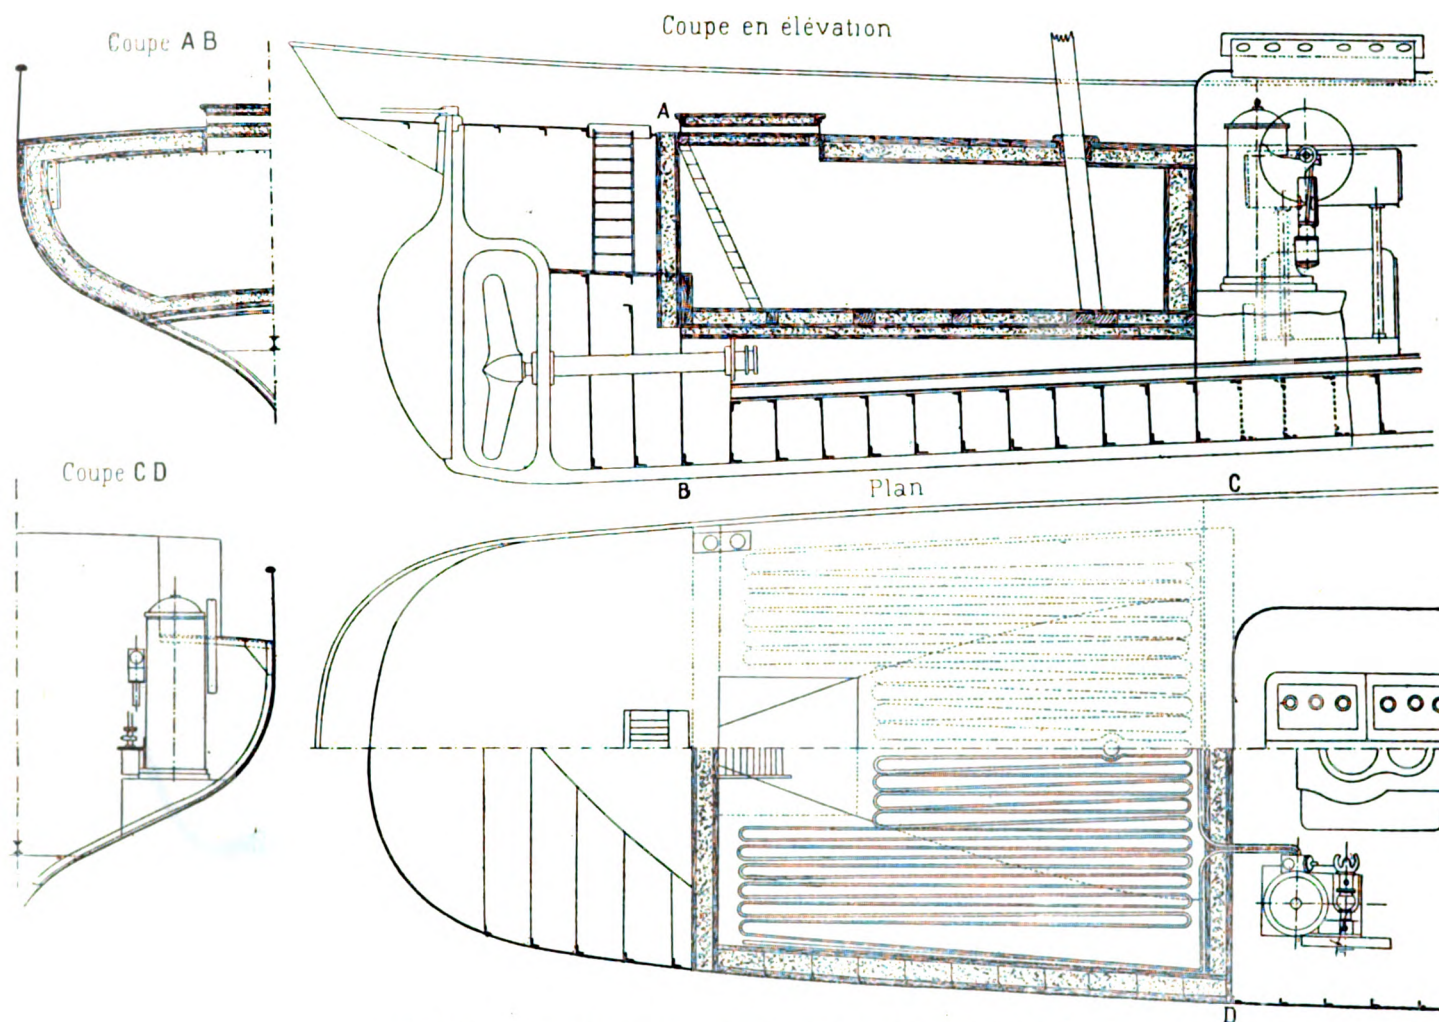 Coupe en élévation
Coupe A B
A
Coupe C D
B
Plan
C
D